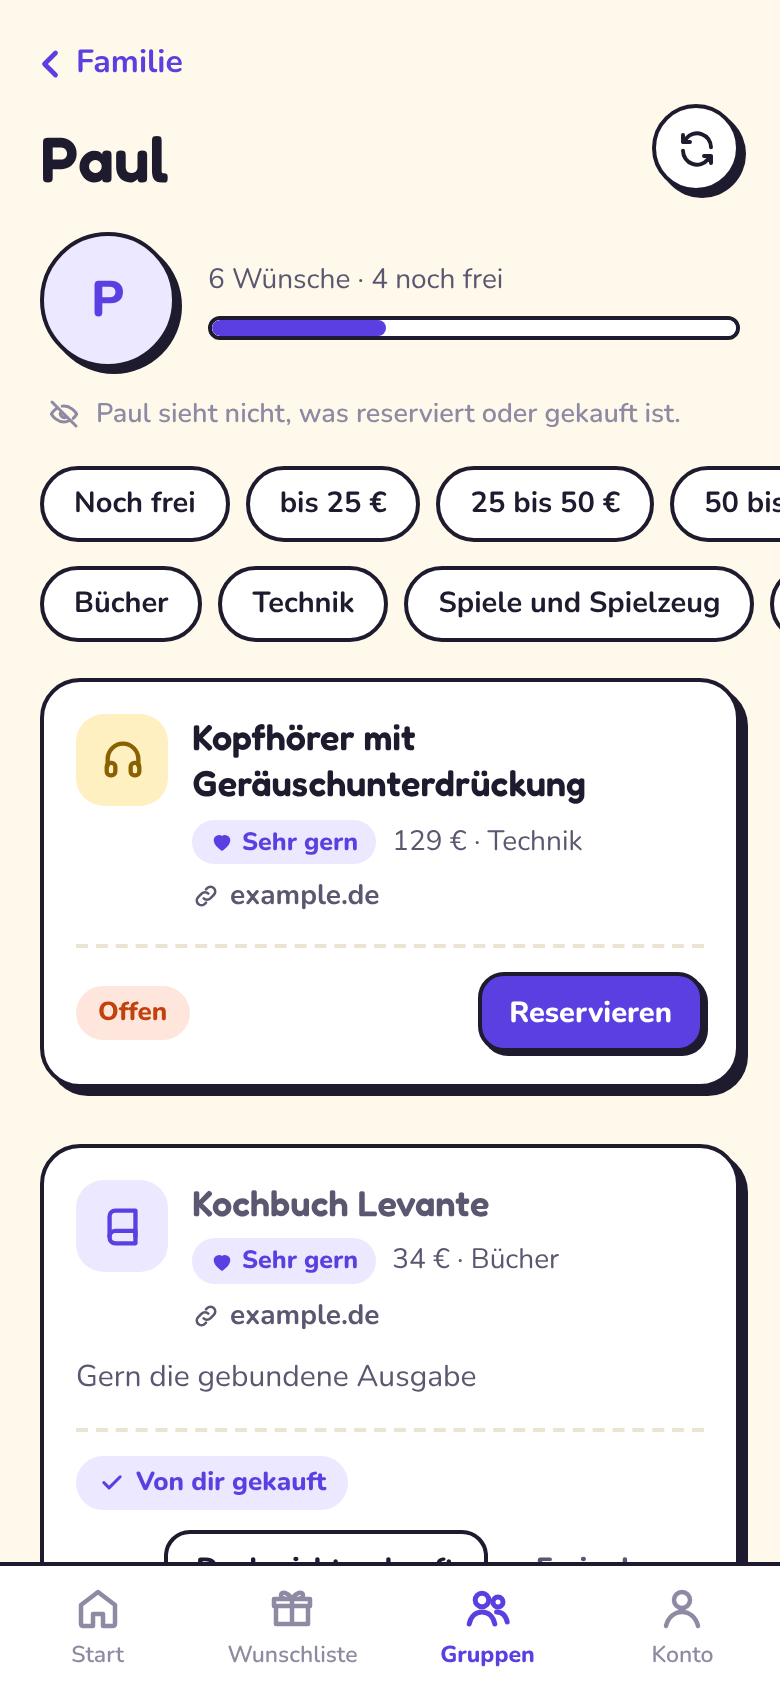 Familie
Paul
P
6 Wünsche · 4 noch frei
Paul sieht nicht, was reserviert oder gekauft ist.
Noch frei
bis 25 €
25 bis 50 €
50 bis
Bücher
Technik
Spiele und Spielzeug
Kopfhörer mit
Geräuschunterdrückung
Sehr gern
129 € · Technik
example.de
Offen
Reservieren
Kochbuch Levante
Sehr gern
34 € · Bücher
example.de
Gern die gebundene Ausgabe
Von dir gekauft
Start
Wunschliste
Gruppen
Konto